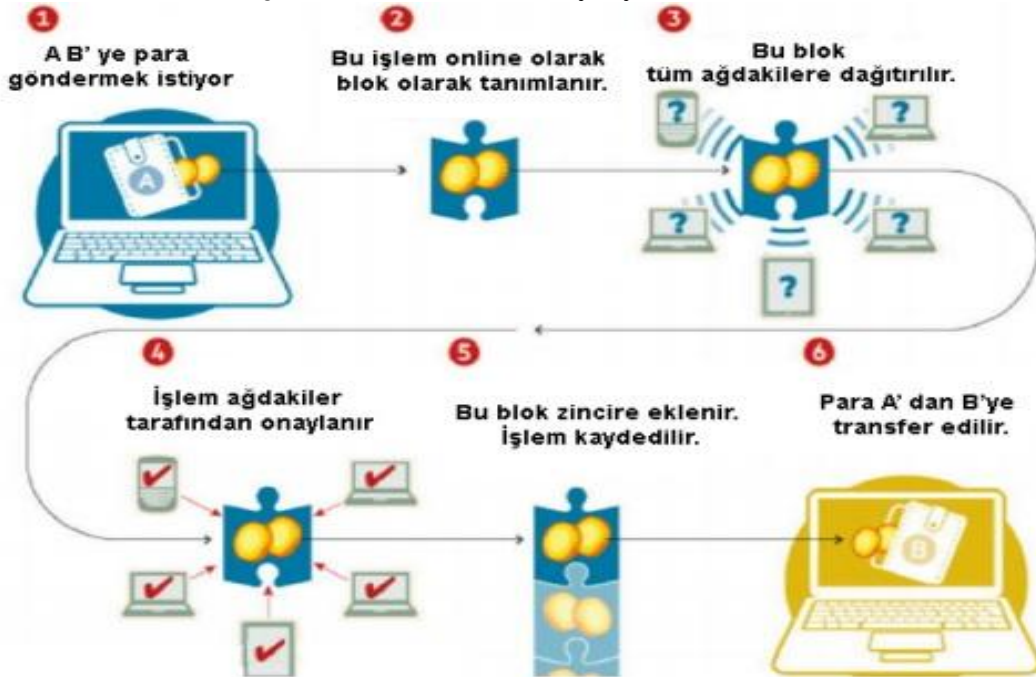 1
A B' ye para
göndermek istiyor
2
Bu işlem online olarak
blok olarak tanımlanır.
3
Bu blok
tüm ağdakilere dağıtırılır.
A
?
?
?
?
?
4
İşlem ağdakiler
tarafından onaylanır
5
Bu blok zincire eklenir.
İşlem kaydedilir.
6
Para A' dan B'ye
transfer edilir.
B